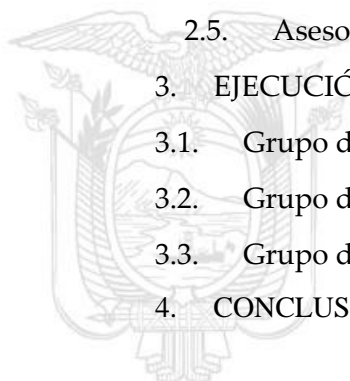 2.5. Aseso
3. EJECUCIÓ
3.1. Grupo d
3.2. Grupo d
3.3. Grupo d
4. CONCLUS